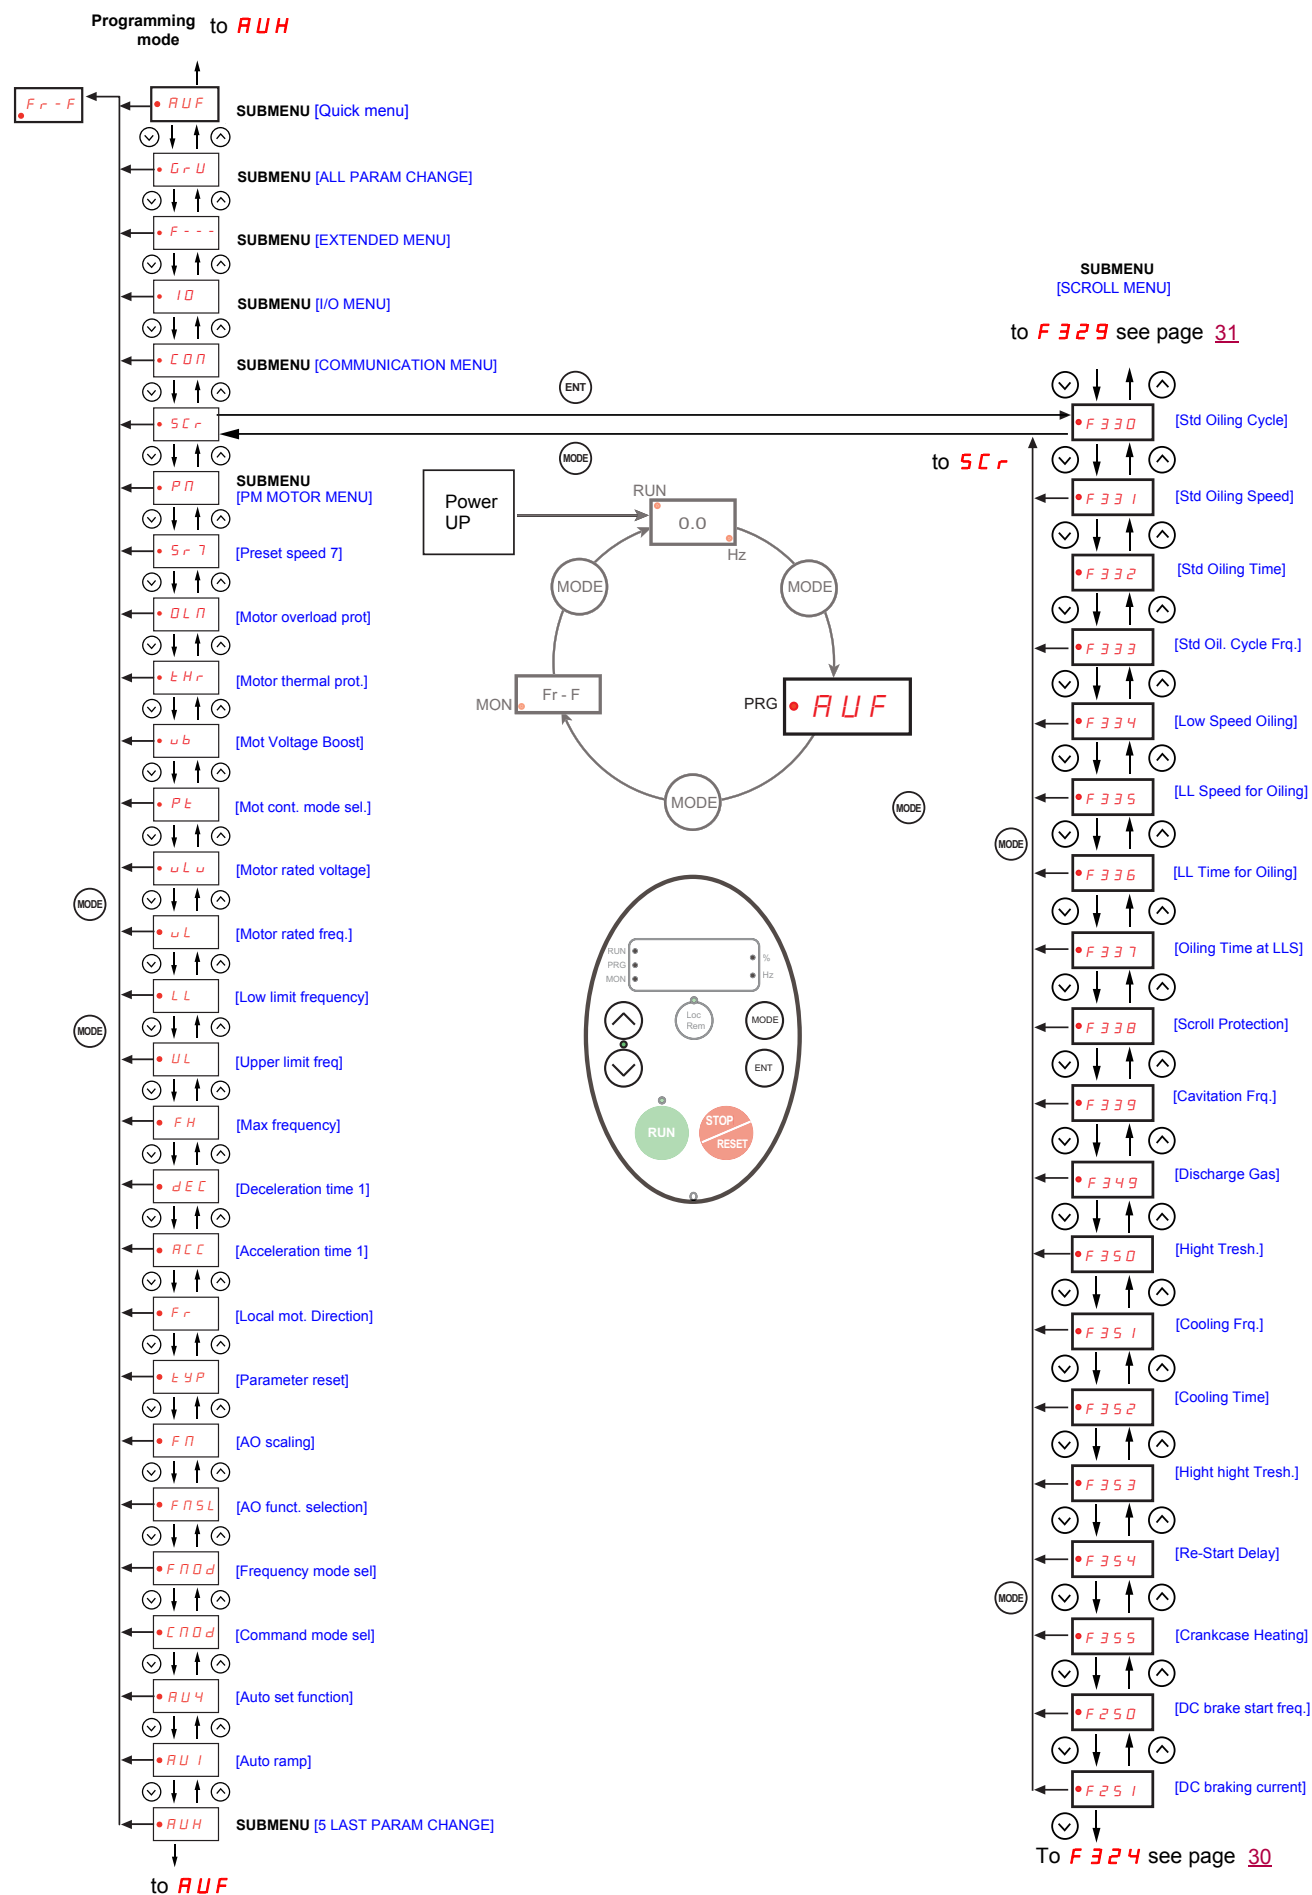 Programming mode
to AUH
Fr-F
AUF
SUBMENU [Quick menu]
GrU
SUBMENU [ALL PARAM CHANGE]
F---
SUBMENU [EXTENDED MENU]
IO
SUBMENU [I/O MENU]
COM
SUBMENU [COMMUNICATION MENU]
SCr
PM
SUBMENU
[PM MOTOR MENU]
Sr7
[Preset speed 7]
OLM
[Motor overload prot]
tHr
[Motor thermal prot.]
ub
[Mot Voltage Boost]
Pt
[Mot cont. mode sel.]
uLu
[Motor rated voltage]
MODE
uL
[Motor rated freq.]
LL
[Low limit frequency]
MODE
UL
[Upper limit freq]
FH
[Max frequency]
dEC
[Deceleration time 1]
ACC
[Acceleration time 1]
Fr
[Local mot. Direction]
tYP
[Parameter reset]
FM
[AO scaling]
FMSL
[AO funct. selection]
FMOd
[Frequency mode sel]
CMOd
[Command mode sel]
AU4
[Auto set function]
AU1
[Auto ramp]
AUH
SUBMENU [5 LAST PARAM CHANGE]
to AUF
ENT
MODE
Power
UP
RUN
0.0
Hz
MODE
MODE
MON
Fr-F
PRG
AUF
MODE
MODE
RUN
PRG
MON
%
Hz
Loc
Rem
MODE
ENT
RUN
STOP
RESET
SUBMENU
[SCROLL MENU]
to F329 see page 31
F330
[Std Oiling Cycle]
to SCr
F331
[Std Oiling Speed]
F332
[Std Oiling Time]
F333
[Std Oil. Cycle Frq.]
F334
[Low Speed Oiling]
F335
[LL Speed for Oiling]
MODE
F336
[LL Time for Oiling]
F337
[Oiling Time at LLS]
F338
[Scroll Protection]
F339
[Cavitation Frq.]
F349
[Discharge Gas]
F350
[Hight Tresh.]
F351
[Cooling Frq.]
F352
[Cooling Time]
F353
[Hight hight Tresh.]
F354
[Re-Start Delay]
MODE
F355
[Crankcase Heating]
F250
[DC brake start freq.]
F251
[DC braking current]
To F324 see page 30